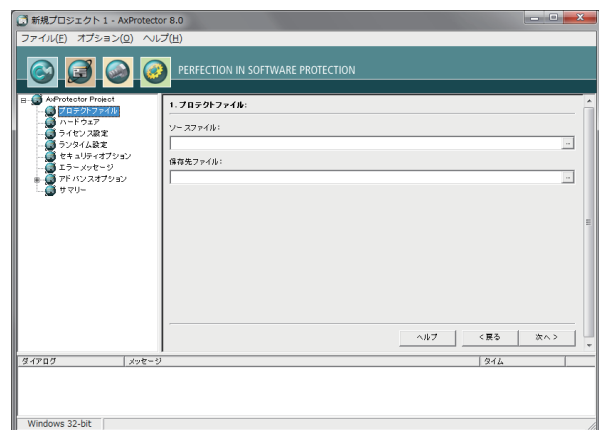 新規プロジェクト 1 - AxProtector 8.0
ファイル(F) オプション(O) ヘルプ(H)
PERFECTION IN SOFTWARE PROTECTION
AxProtector Project
プロテクトファイル
ハードウェア
ライセンス設定
ランタイム設定
セキュリティオプション
エラーメッセージ
アドバンスオプション
サマリー
1. プロテクトファイル:
ソースファイル:
...
保存先ファイル:
...
ヘルプ <戻る 次へ>
ダイアログ メッセージ タイム
Windows 32-bit